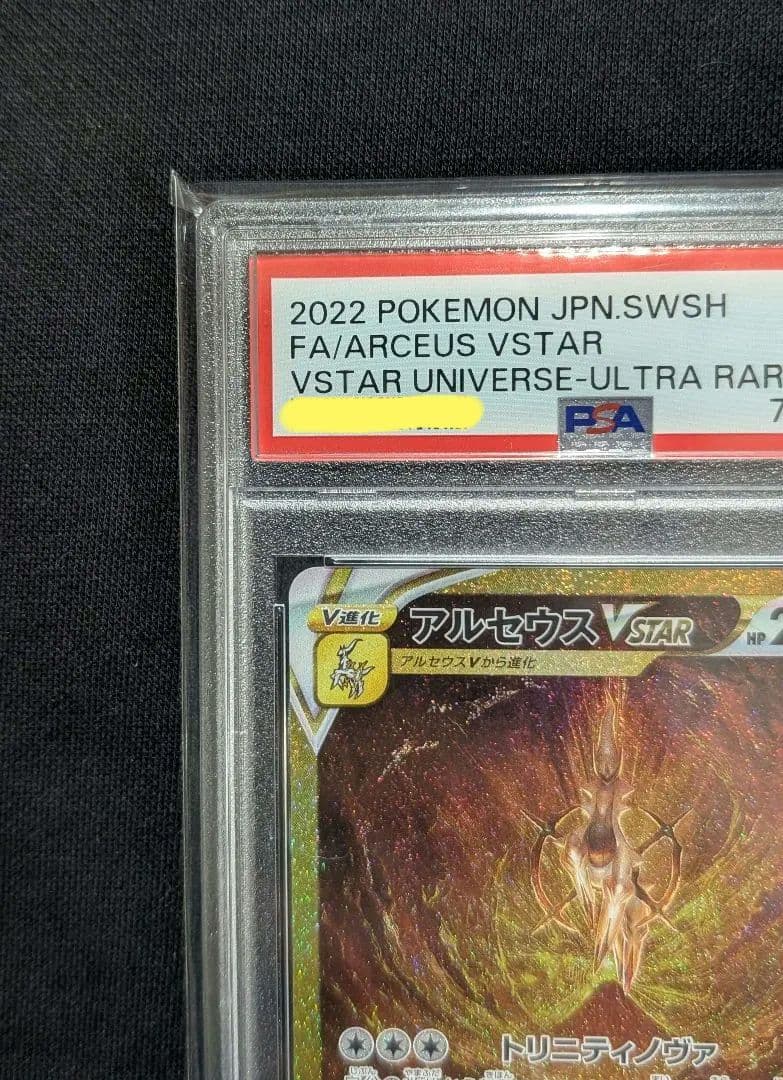 2022 POKEMON JPN.SWSH
FA/ARCEUS VSTAR
VSTAR UNIVERSE-ULTRA RAR
PSA
7
V進化
アルセウス VSTAR
HP 2
アルセウスVから進化
トリニティノヴァ